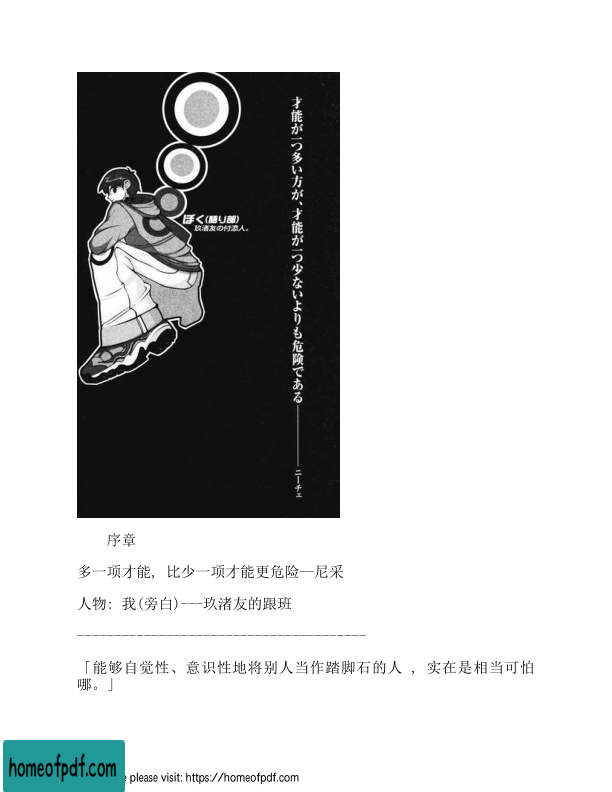 才能が一つ多い方が、才能が一つ少ないよりも危険である――ニーチェ
ぼく(語り部)
玖渚友の付添人。
序章
多一项才能, 比少一项才能更危险--尼采
人物: 我(旁白)---玖渚友的跟班
---------------------------------------
「能够自觉性、意识性地将别人当作踏脚石的人 , 实在是相当可怕
哪。」
homeofpdf.com
e please visit: https://homeofpdf.com